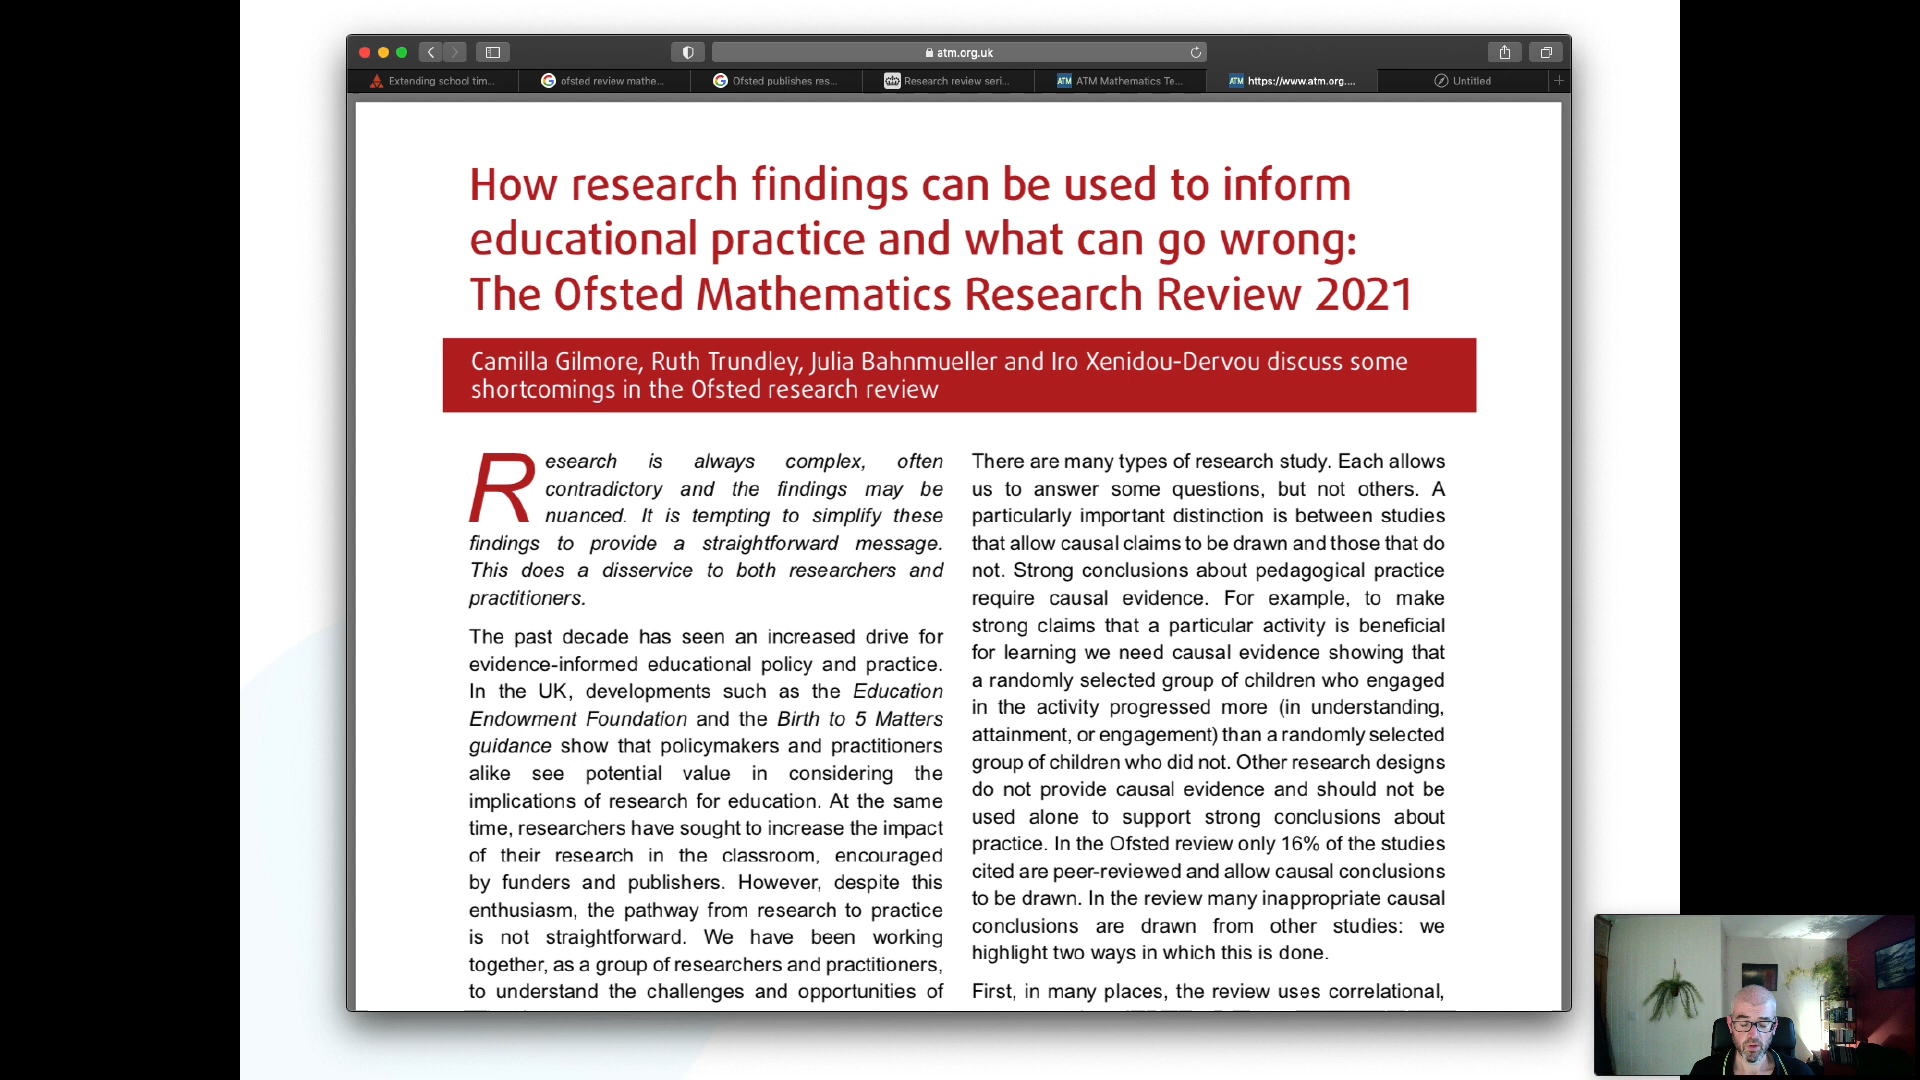 atm.org.uk
Extending school tim...
ofsted review mathe...
Ofsted publishes res...
Research review seri...
ATM ATM Mathematics Te...
ATM https://www.atm.org....
Untitled
How research findings can be used to inform
educational practice and what can go wrong:
The Ofsted Mathematics Research Review 2021
Camilla Gilmore, Ruth Trundley, Julia Bahnmueller and Iro Xenidou-Dervou discuss some
shortcomings in the Ofsted research review
Research is always complex, often
contradictory and the findings may be
nuanced. It is tempting to simplify these
findings to provide a straightforward message.
This does a disservice to both researchers and
practitioners.
The past decade has seen an increased drive for
evidence-informed educational policy and practice.
In the UK, developments such as the Education
Endowment Foundation and the Birth to 5 Matters
guidance show that policymakers and practitioners
alike see potential value in considering the
implications of research for education. At the same
time, researchers have sought to increase the impact
of their research in the classroom, encouraged
by funders and publishers. However, despite this
enthusiasm, the pathway from research to practice
is not straightforward. We have been working
together, as a group of researchers and practitioners,
to understand the challenges and opportunities of
There are many types of research study. Each allows
us to answer some questions, but not others. A
particularly important distinction is between studies
that allow causal claims to be drawn and those that do
not. Strong conclusions about pedagogical practice
require causal evidence. For example, to make
strong claims that a particular activity is beneficial
for learning we need causal evidence showing that
a randomly selected group of children who engaged
in the activity progressed more (in understanding,
attainment, or engagement) than a randomly selected
group of children who did not. Other research designs
do not provide causal evidence and should not be
used alone to support strong conclusions about
practice. In the Ofsted review only 16% of the studies
cited are peer-reviewed and allow causal conclusions
to be drawn. In the review many inappropriate causal
conclusions are drawn from other studies: we
highlight two ways in which this is done.
First, in many places, the review uses correlational,